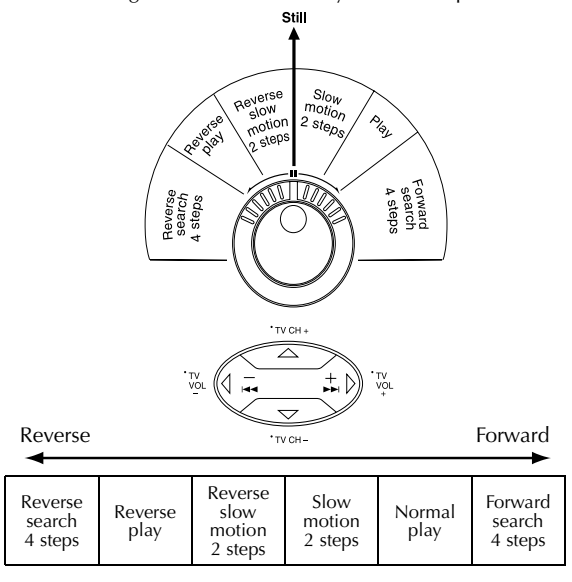 Still
Reverse
search
4 steps
Reverse
play
Reverse
slow
motion
2 steps
Slow
motion
2 steps
Play
Forward
search
4 steps
* TV CH +
* TV
VOL
–
–
+
* TV
VOL
+
* TV CH –
Reverse
Forward
Reverse
search
4 steps
Reverse
play
Reverse
slow
motion
2 steps
Slow
motion
2 steps
Normal
play
Forward
search
4 steps